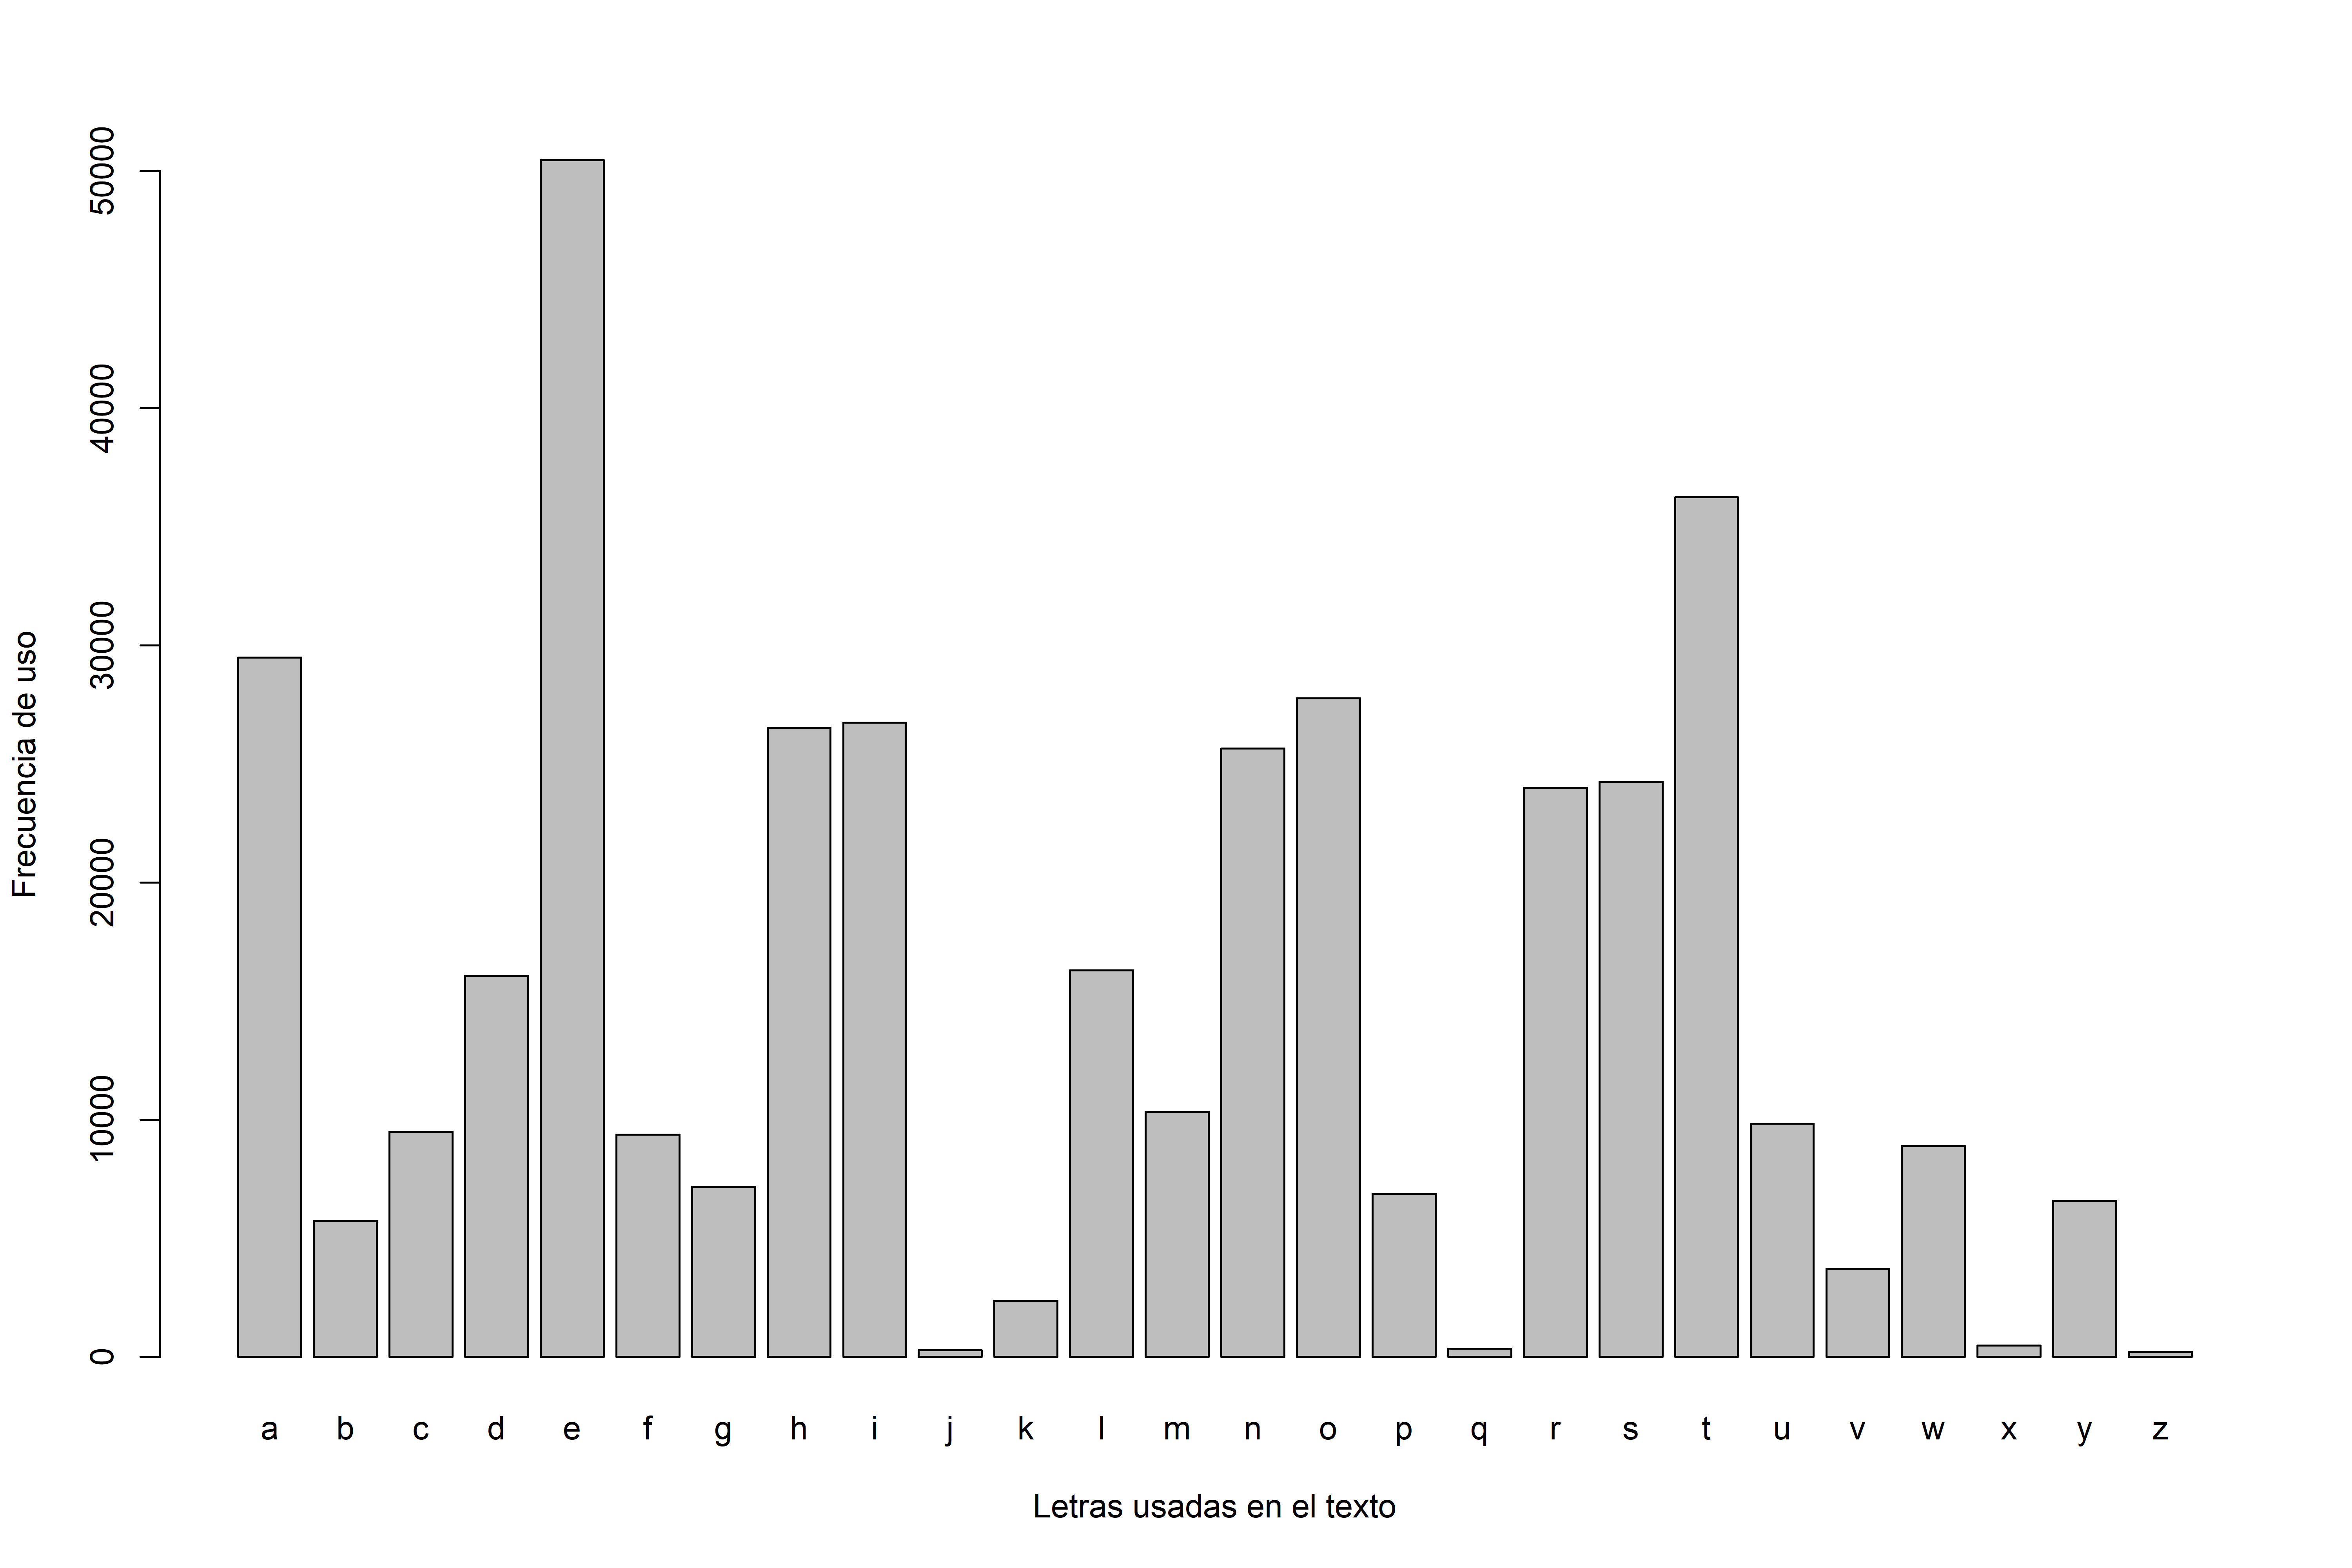 Frecuencia de uso
50000
40000
30000
20000
10000
0
a b c d e f g h i j k l m n o p q r s t u v w x y z
Letras usadas en el texto